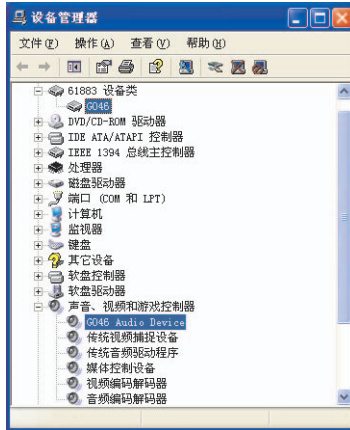 设备管理器
文件(F) 操作(A) 查看(V) 帮助(H)
61883 设备类
G046
DVD/CD-ROM 驱动器
IDE ATA/ATAPI 控制器
IEEE 1394 总线主控制器
处理器
磁盘驱动器
端口 (COM 和 LPT)
计算机
监视器
键盘
其它设备
软盘控制器
软盘驱动器
声音、视频和游戏控制器
G046 Audio Device
传统视频捕捉设备
传统音频驱动程序
媒体控制设备
视频编码解码器
音频编码解码器